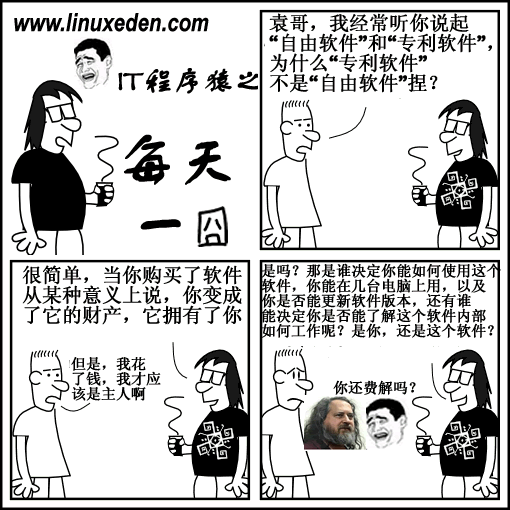 www.linuxeden.com
IT程序猿之
每天
一囧
袁哥，我经常听你说起
“自由软件”和“专利软件”，
为什么“专利软件”
不是“自由软件”捏？
很简单，当你购买了软件
从某种意义上说，你变成
了它的财产，它拥有了你
但是，我花
了钱，我才应
该是主人啊
是吗？那是谁决定你能如何使用这个
软件，你能在几台电脑上用，以及
你是否能更新软件版本，还有谁
能决定你是否能了解这个软件内部
如何工作呢？是你，还是这个软件？
你还费解吗？